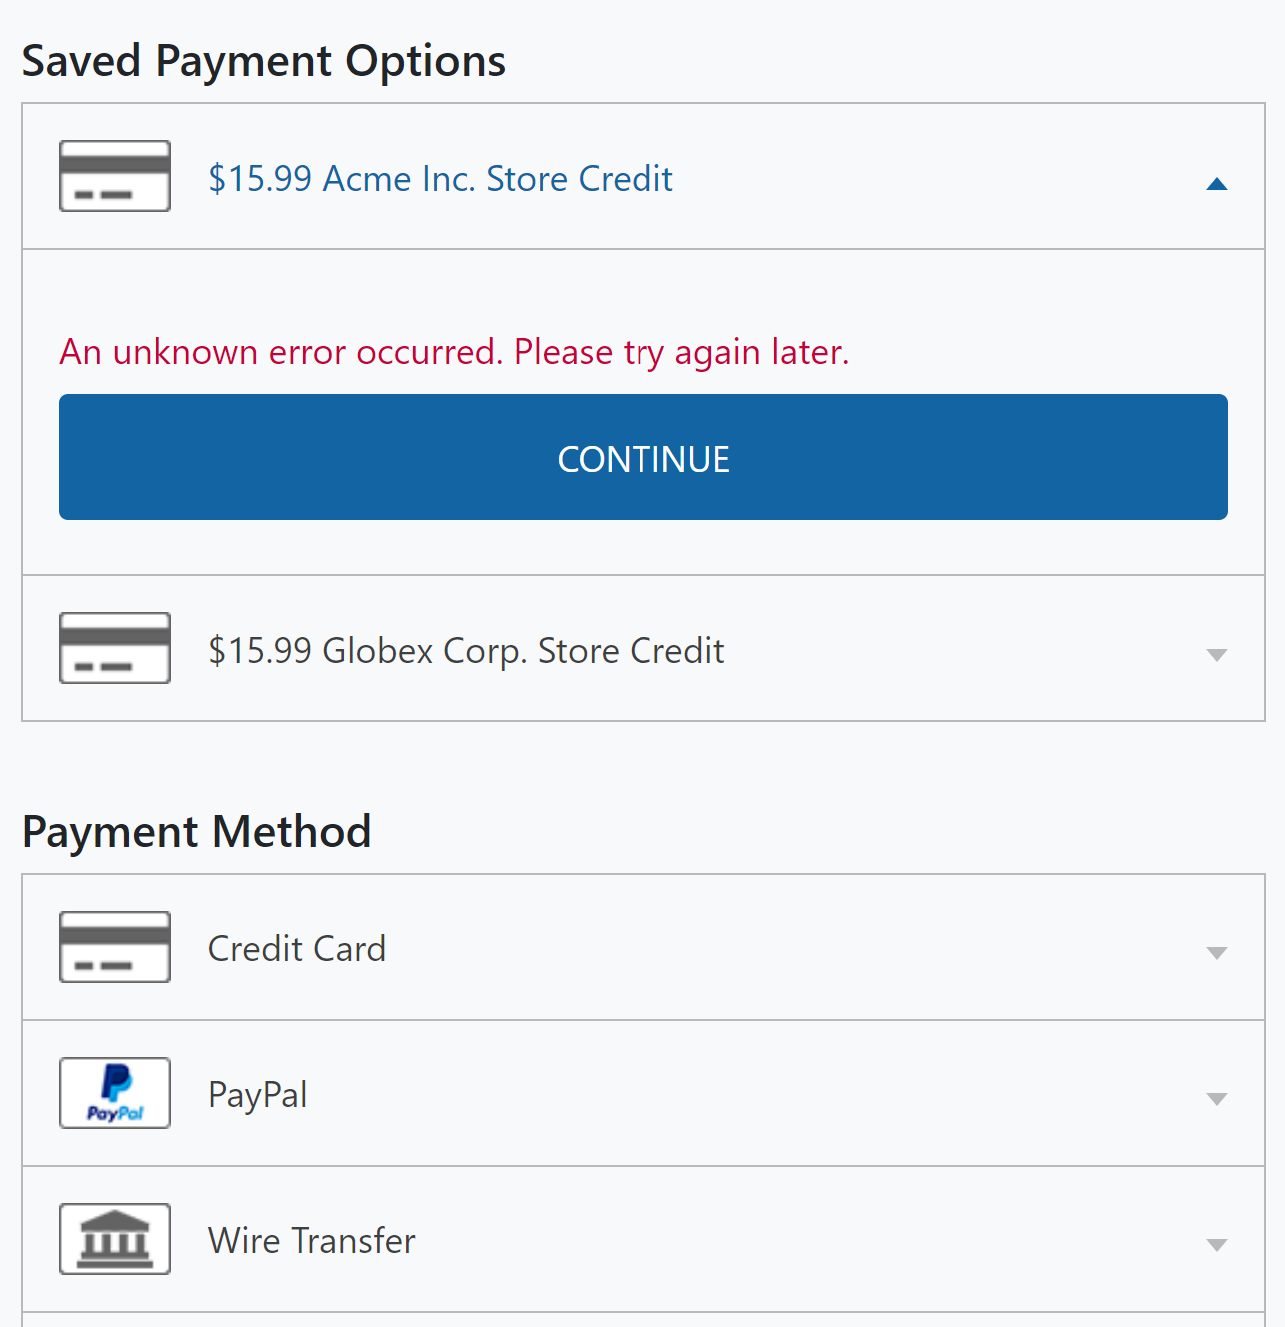 Saved Payment Options
$15.99 Acme Inc. Store Credit
An unknown error occurred. Please try again later.
CONTINUE
$15.99 Globex Corp. Store Credit
Payment Method
Credit Card
PayPal
PayPal
Wire Transfer